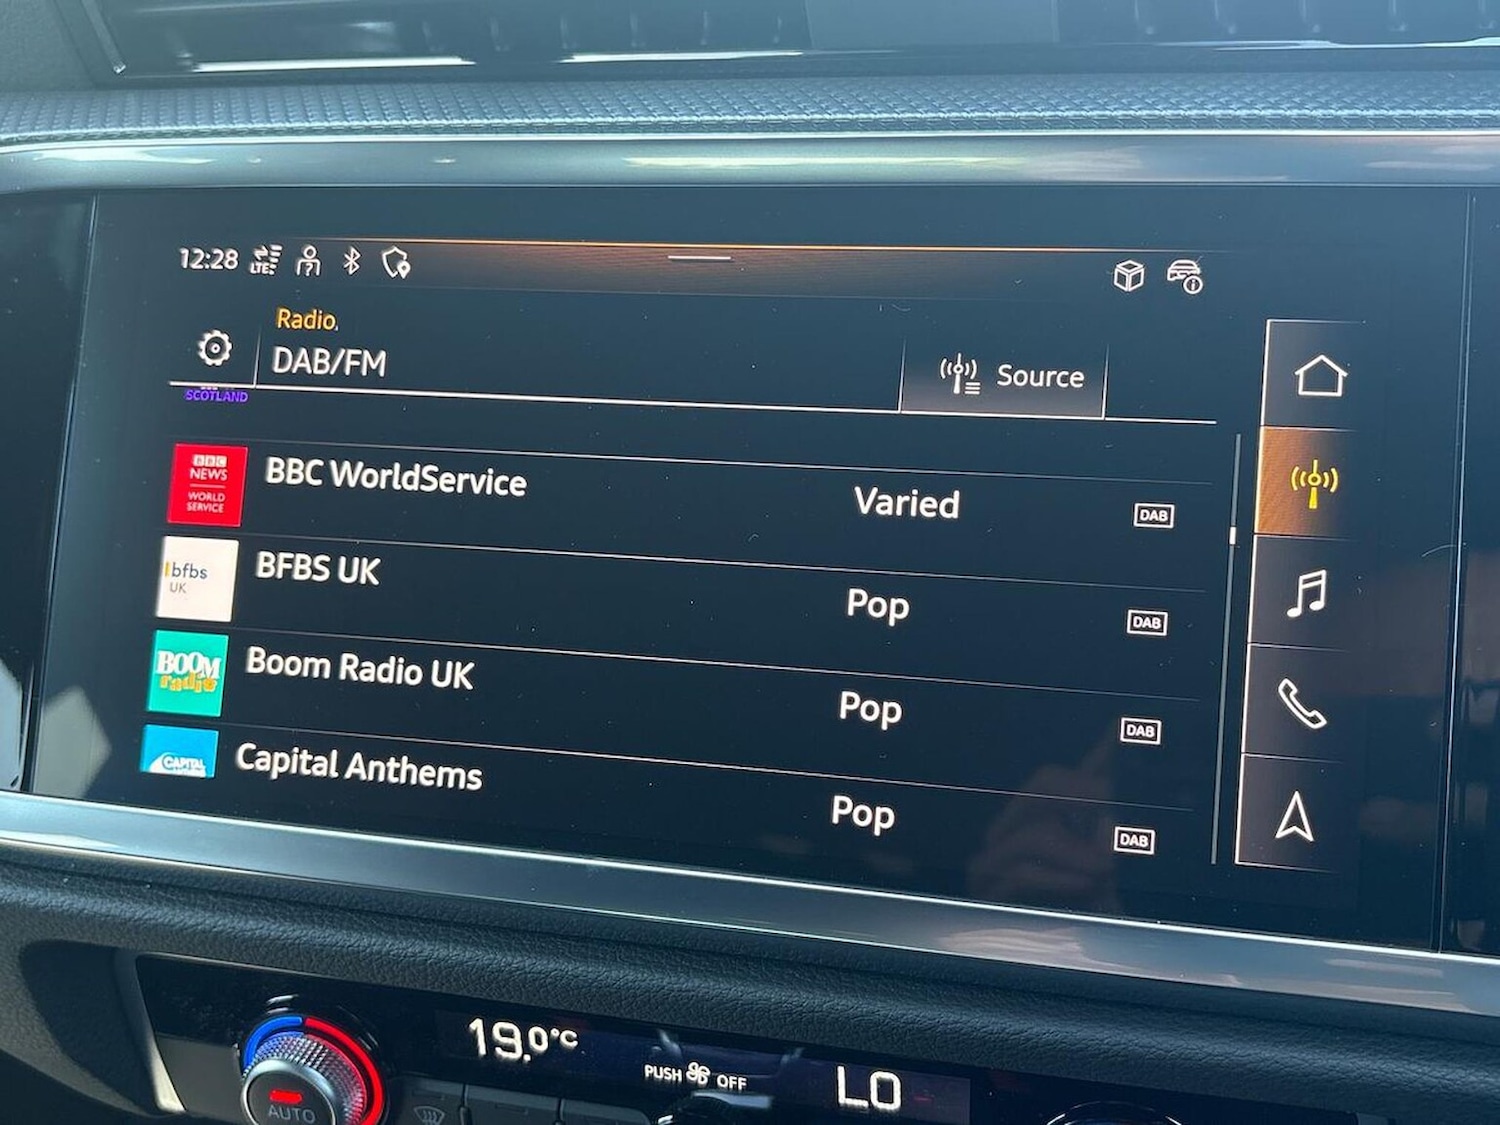 12:28
LTE
Radio
DAB/FM
Source
SCOTLAND
BBC
NEWS
WORLD
SERVICE
BBC WorldService
Varied
DAB
bfbs
UK
BFBS UK
Pop
DAB
BOOM
radio
Boom Radio UK
Pop
DAB
CAPITAL
Capital Anthems
Pop
DAB
19.0°C
PUSH OFF
LO
AUTO